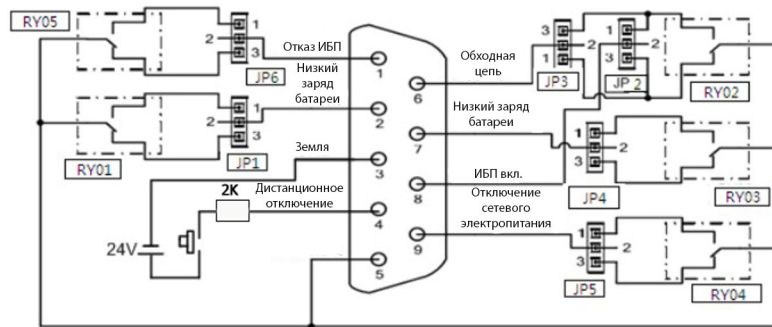 RY05
1
2
3
JP6
Отказ ИБП
Низкий
заряд
батареи
1
2
3
RY01
JP1
Земля
2K
Дистанционное
отключение
24V
1
2
3
4
5
6
7
8
9
Обходная
цепь
Низкий заряд
батареи
ИБП вкл.
Отключение
сетевого
электропитания
3
2
1
JP3
1
2
3
JP 2
RY02
1
2
3
JP4
RY03
1
2
3
JP5
RY04